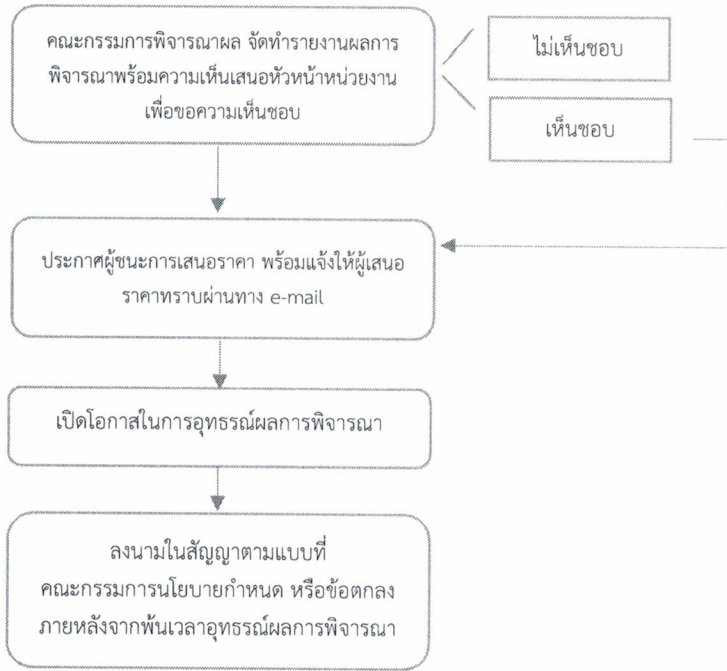 คณะกรรมการพิจารณาผล จัดทำรายงานผลการ
พิจารณาพร้อมความเห็นเสนอหัวหน้าหน่วยงาน
เพื่อขอความเห็นชอบ
ไม่เห็นชอบ
เห็นชอบ
ประกาศผู้ชนะการเสนอราคา พร้อมแจ้งให้ผู้เสนอ
ราคาทราบผ่านทาง e-mail
เปิดโอกาสในการอุทธรณ์ผลการพิจารณา
ลงนามในสัญญาตามแบบที่
คณะกรรมการนโยบายกำหนด หรือข้อตกลง
ภายหลังจากพ้นเวลาอุทธรณ์ผลการพิจารณา